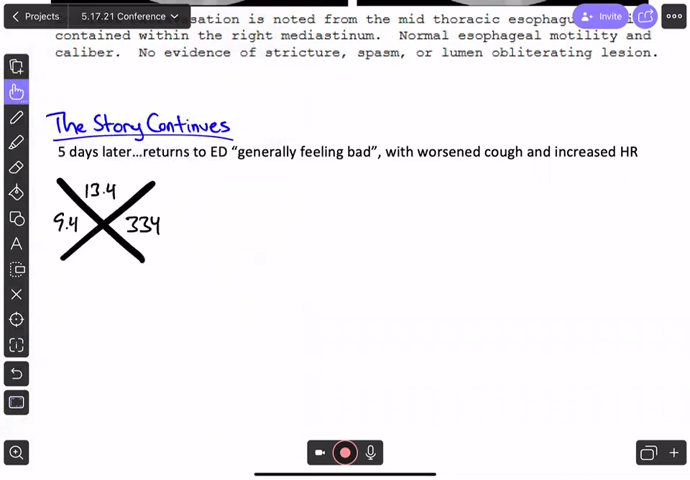 Projects
5.17.21 Conference
Invite
sation is noted from the mid thoracic esophagu
contained within the right mediastinum. Normal esophageal motility and
caliber. No evidence of stricture, spasm, or lumen obliterating lesion.
The Story Continues
5 days later...returns to ED “generally feeling bad”, with worsened cough and increased HR
13.4
9.4 334
A